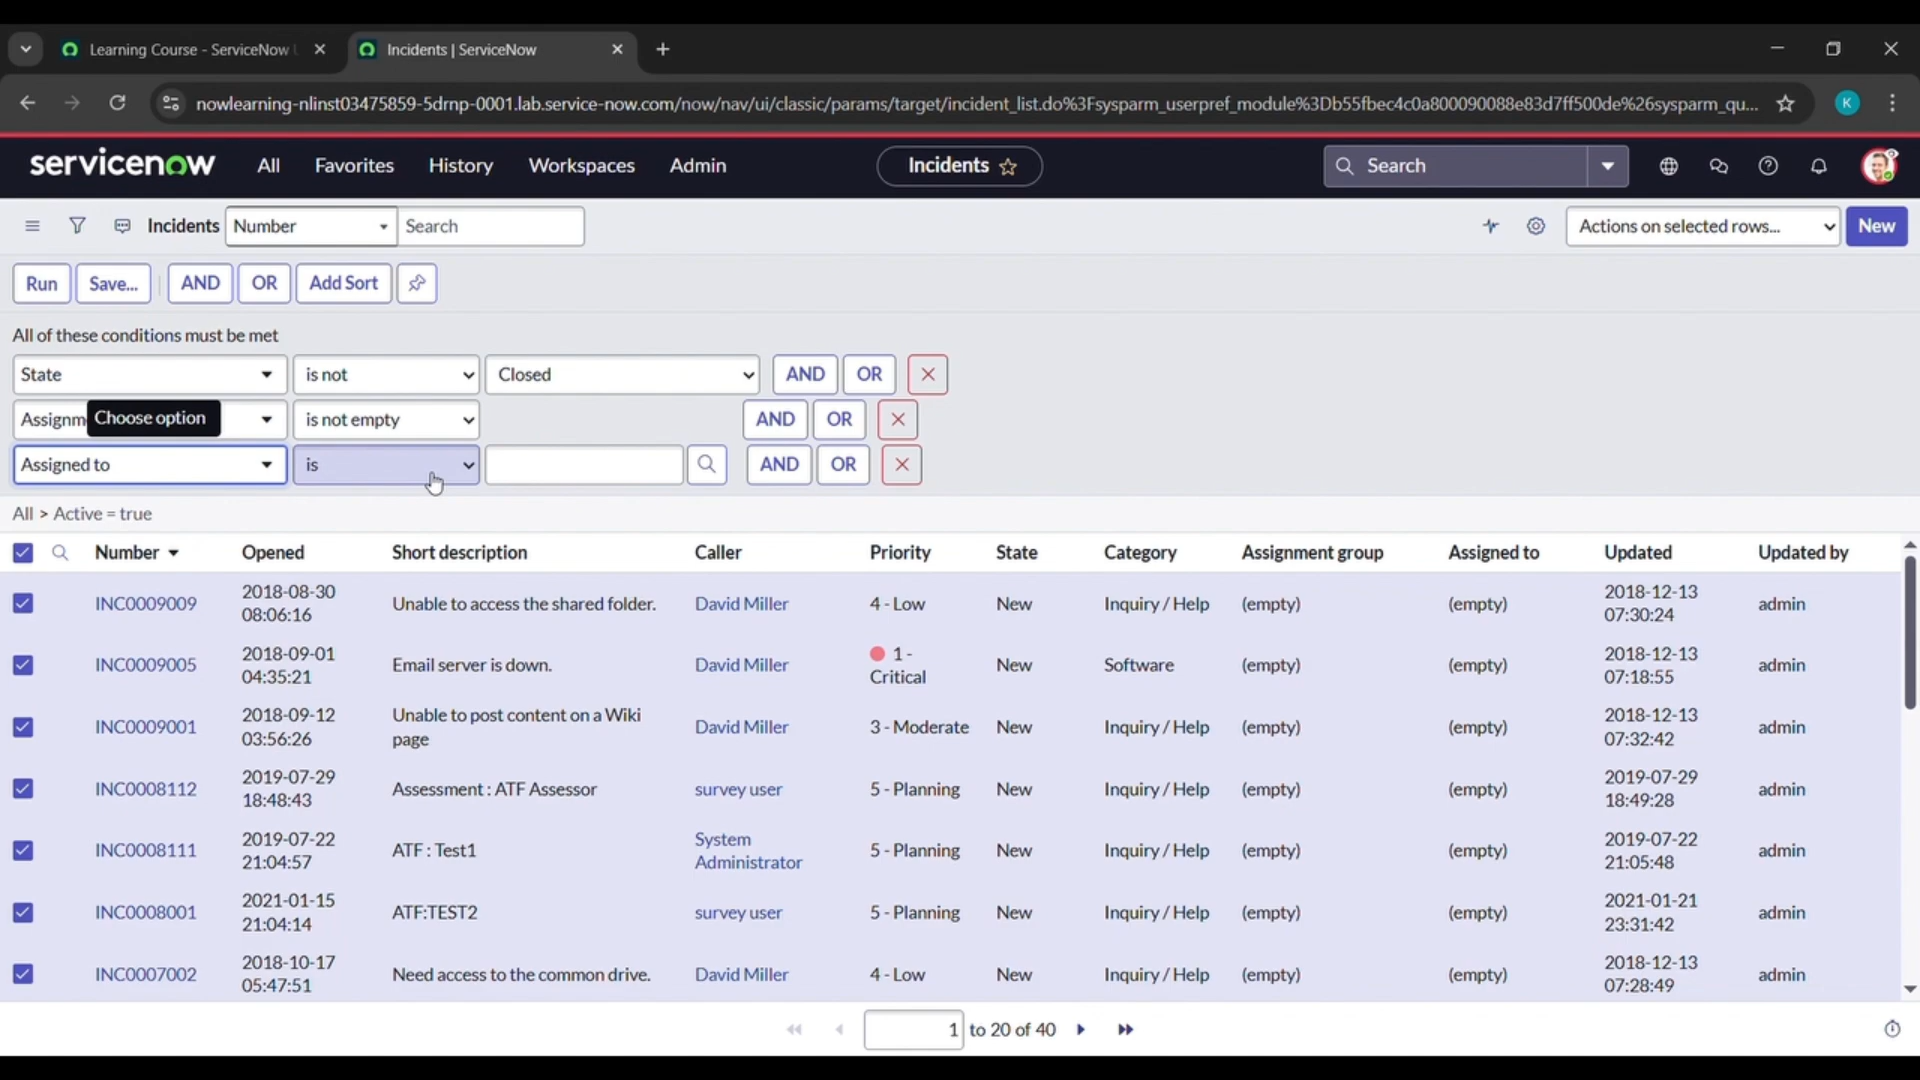 Learning Course - ServiceNow
Incidents | ServiceNow
nowlearning-nlinst03475859-5drnp-0001.lab.service-now.com/now/nav/ui/classic/params/target/incident_list.do%3Fsysparm_userpref_module%3Db55fbec4c0a800090088e83d7ff500de%26sysparm_qu...
K
servicenow All Favorites History Workspaces Admin Incidents Search
Incidents Number Search Actions on selected rows... New
Run Save... AND OR Add Sort
All of these conditions must be met
State is not Closed AND OR
Assignm Choose option is not empty AND OR
Assigned to is AND OR
All > Active = true
Number Opened Short description Caller Priority State Category Assignment group Assigned to Updated Updated by
INC0009009 2018-08-30 08:06:16 Unable to access the shared folder. David Miller 4 - Low New Inquiry / Help (empty) (empty) 2018-12-13 07:30:24 admin
INC0009005 2018-09-01 04:35:21 Email server is down. David Miller 1 - Critical New Software (empty) (empty) 2018-12-13 07:18:55 admin
INC0009001 2018-09-12 03:56:26 Unable to post content on a Wiki page David Miller 3 - Moderate New Inquiry / Help (empty) (empty) 2018-12-13 07:32:42 admin
INC0008112 2019-07-29 18:48:43 Assessment : ATF Assessor survey user 5 - Planning New Inquiry / Help (empty) (empty) 2019-07-29 18:49:28 admin
INC0008111 2019-07-22 21:04:57 ATF : Test1 System Administrator 5 - Planning New Inquiry / Help (empty) (empty) 2019-07-22 21:05:48 admin
INC0008001 2021-01-15 21:04:14 ATF:TEST2 survey user 5 - Planning New Inquiry / Help (empty) (empty) 2021-01-21 23:31:42 admin
INC0007002 2018-10-17 05:47:51 Need access to the common drive. David Miller 4 - Low New Inquiry / Help (empty) (empty) 2018-12-13 07:28:49 admin
1 to 20 of 40